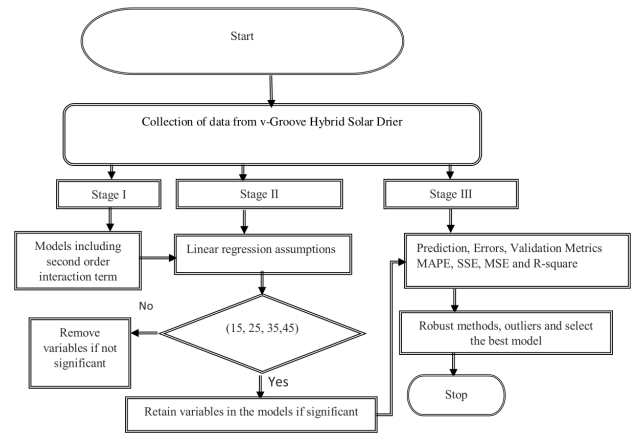 Start
Collection of data from v-Groove Hybrid Solar Drier
Stage I
Stage II
Stage III
Models including
second order
interaction term
Linear regression assumptions
Prediction, Errors, Validation Metrics
MAPE, SSE, MSE and R-square
No
(15, 25, 35,45)
Remove
variables if not
significant
Robust methods, outliers and select
the best model
Yes
Retain variables in the models if significant
Stop